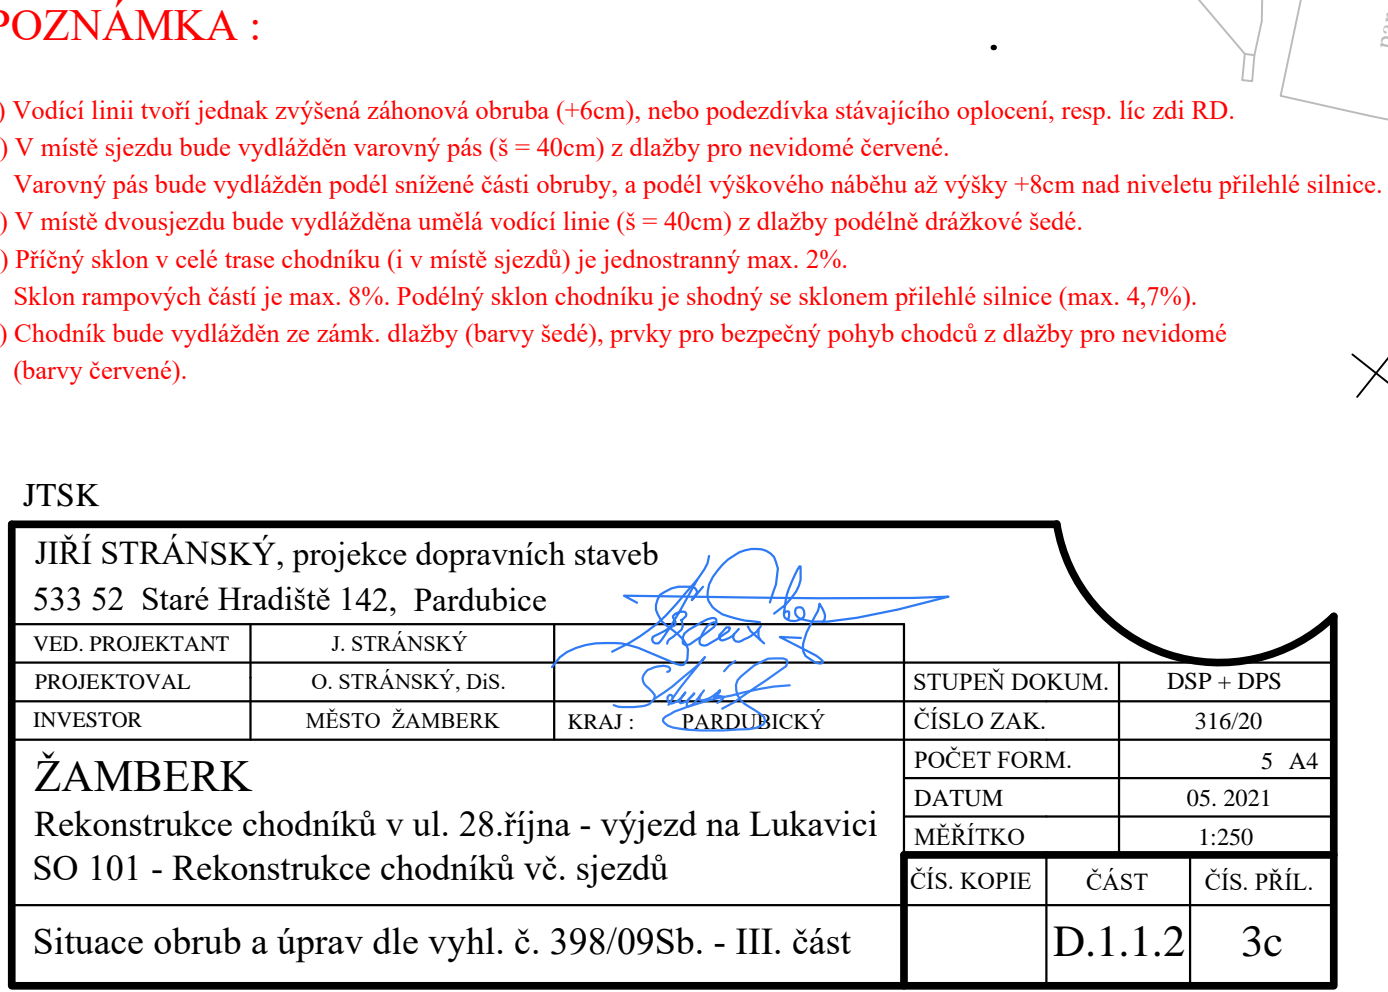 POZNÁMKA :
) Vodící linii tvoří jednak zvýšená záhonová obruba (+6cm), nebo podezdívka stávajícího oplocení, resp. líc zdi RD.
) V místě sjezdu bude vydlážděn varovný pás (š = 40cm) z dlažby pro nevidomé červené.
Varovný pás bude vydlážděn podél snížené části obruby, a podél výškového náběhu až výšky +8cm nad niveletu přilehlé silnice.
) V místě dvousjezdu bude vydlážděna umělá vodící linie (š = 40cm) z dlažby podélně drážkové šedé.
) Příčný sklon v celé trase chodníku (i v místě sjezdů) je jednostranný max. 2%.
Sklon rampových částí je max. 8%. Podélný sklon chodníku je shodný se sklonem přilehlé silnice (max. 4,7%).
) Chodník bude vydlážděn ze zámk. dlažby (barvy šedé), prvky pro bezpečný pohyb chodců z dlažby pro nevidomé
(barvy červené).
JTSK
JIŘÍ STRÁNSKÝ, projekce dopravních staveb
533 52 Staré Hradiště 142, Pardubice
VED. PROJEKTANT J. STRÁNSKÝ
PROJEKTOVAL O. STRÁNSKÝ, DiS. STUPEŇ DOKUM. DSP + DPS
INVESTOR MĚSTO ŽAMBERK KRAJ : PARDUBICKÝ ČÍSLO ZAK. 316/20
POČET FORM. 5 A4
ŽAMBERK
DATUM 05. 2021
Rekonstrukce chodníků v ul. 28.října - výjezd na Lukavici
MĚŘÍTKO 1:250
SO 101 - Rekonstrukce chodníků vč. sjezdů
ČÍS. KOPIE ČÁST ČÍS. PŘÍL.
Situace obrub a úprav dle vyhl. č. 398/09Sb. - III. část D.1.1.2 3c